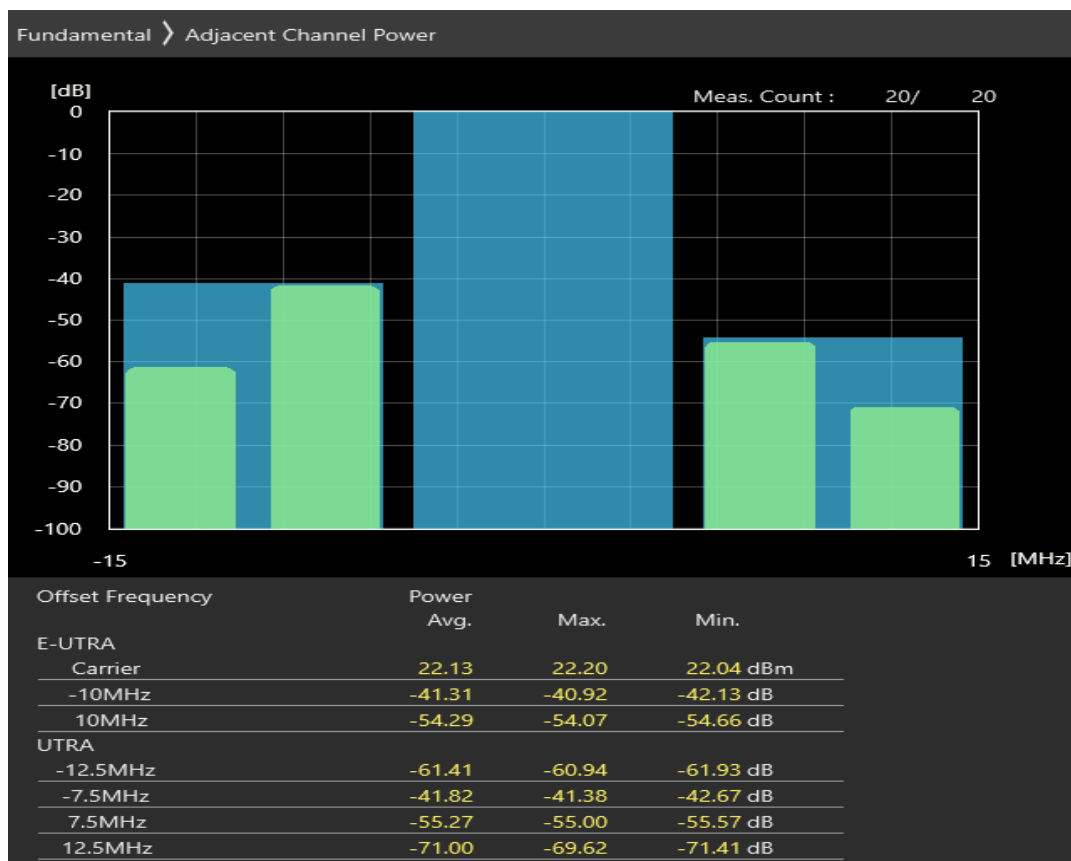 Fundamental 》 Adjacent Channel Power
[dB]
Meas. Count : 20/ 20
0
-10
-20
-30
-40
-50
-60
-70
-80
-90
-100
-15 15 [MHz]
Offset Frequency Power
Avg. Max. Min.
E-UTRA
Carrier 22.13 22.20 22.04 dBm
-10MHz -41.31 -40.92 -42.13 dB
10MHz -54.29 -54.07 -54.66 dB
UTRA
-12.5MHz -61.41 -60.94 -61.93 dB
-7.5MHz -41.82 -41.38 -42.67 dB
7.5MHz -55.27 -55.00 -55.57 dB
12.5MHz -71.00 -69.62 -71.41 dB